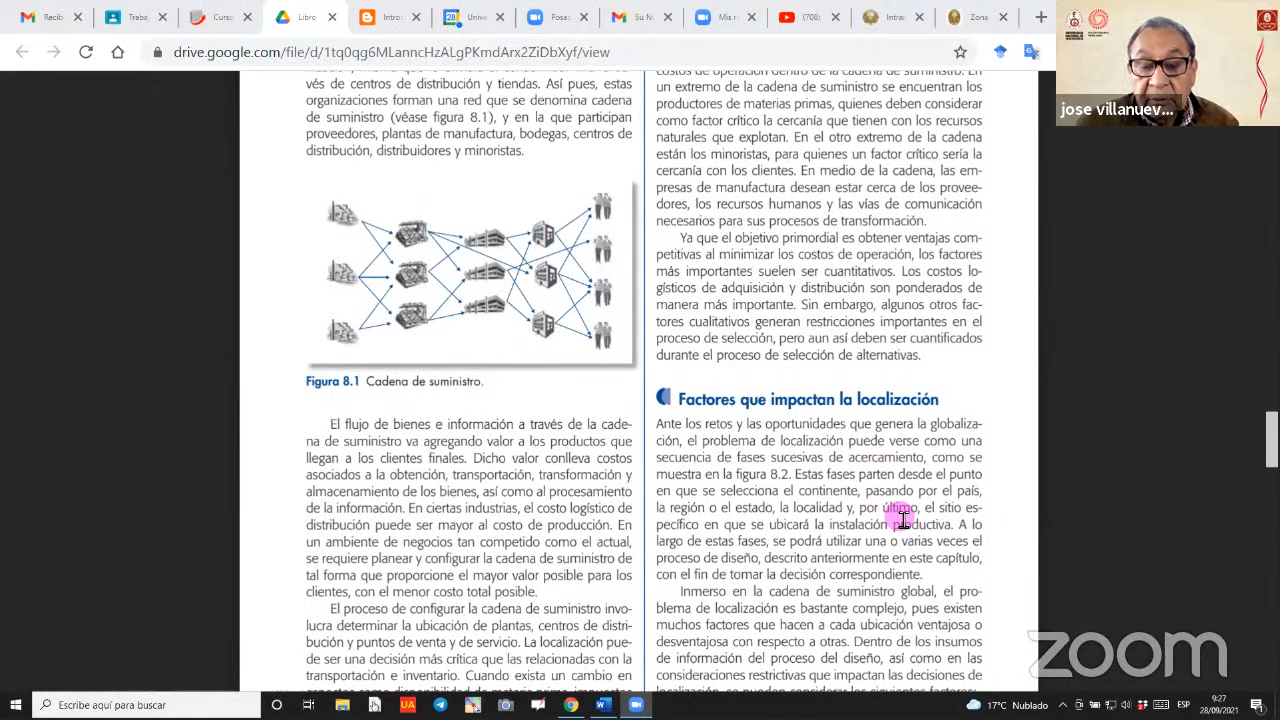 Libro
Curso
Introd
Intro
Su No
Mis re
(705)
Intrac
Zona
drive.google.com/file/d/1tq0qgsR_
View
jose villanuev...
vés de centros de distribución y tiendas. Así pues, estas
organizaciones forman una red que se denomina cadena
de suministro (véase figura 8.1), y en la que participan
proveedores, plantas de manufactura, bodegas, centros de
distribución, distribuidores y minoristas.
Figura 8.1 Cadena de suministro.
El flujo de bienes e información a través de la cade-
na de suministro va agregando valor a los productos que
llegan a los clientes finales. Dicho valor conlleva costos
asociados a la obtención, transportación, transformación y
almacenamiento de los bienes, así como al procesamiento
de la información. En ciertas industrias, el costo logístico de
distribución puede ser mayor al costo de producción. En
un ambiente de negocios tan competido como el actual,
se requiere planear y configurar la cadena de suministro de
tal forma que proporcione el mayor valor posible para los
clientes, con el menor costo total posible.
El proceso de configurar la cadena de suministro invo-
lucra determinar la ubicación de plantas, centros de distri-
bución y puntos de venta y de servicio. La localización pue-
de ser una decisión más crítica que las relacionadas con la
transportación e inventario. Cuando exista un cambio en
costos de operación dentro de la cadena de suministro. En
un extremo de la cadena de suministro se encuentran los
productores de materias primas, quienes deben considerar
como factor crítico la cercanía que tienen con los recursos
naturales que explotan. En el otro extremo de la cadena
están los minoristas, para quienes un factor crítico sería la
cercanía con los clientes. En medio de la cadena, las em-
presas de manufactura desean estar cerca de los provee-
dores, los recursos humanos y las vías de comunicación
necesarios para sus procesos de transformación.
Ya que el objetivo primordial es obtener ventajas com-
petitivas al minimizar los costos de operación, los factores
más importantes suelen ser cuantitativos. Los costos lo-
gísticos de adquisición y distribución son ponderados de
manera más importante. Sin embargo, algunos otros fac-
tores cualitativos generan restricciones importantes en el
proceso de selección, pero aun así deben ser cuantificados
durante el proceso de selección de alternativas.
Factores que impactan la localización
Ante los retos y las oportunidades que genera la globaliza-
ción, el problema de localización puede verse como una
secuencia de fases sucesivas de acercamiento, como se
muestra en la figura 8.2. Estas fases parten desde el punto
en que se selecciona el continente, pasando por el país,
la región o el estado, la localidad y, por último, el sitio es-
pecífico en que se ubicará la instalación productiva. A lo
largo de estas fases, se podrá utilizar una o varias veces el
proceso de diseño, descrito anteriormente en este capítulo,
con el fin de tomar la decisión correspondiente.
Inmerso en la cadena de suministro global, el pro-
blema de localización es bastante complejo, pues existen
muchos factores que hacen a cada ubicación ventajosa o
desventajosa con respecto a otras. Dentro de los insumos
de información del proceso del diseño, así como en las
consideraciones restrictivas que impactan las decisiones de
localización, se pueden considerar los siguientes factores:
zoom
Escribe aquí para buscar
UA
17°C Nublado
ESP
9:27
28/09/2021